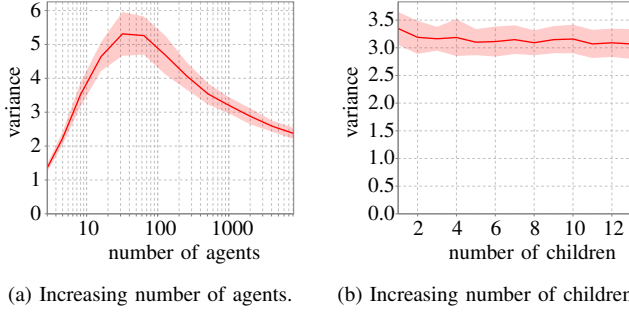 6
5
4
3
2
1
0
variance
10 100 1000
number of agents
(a) Increasing number of agents.
3.5
3.0
2.5
2.0
1.5
1.0
0.5
0.0
variance
2 4 6 8 10 12
number of children
(b) Increasing number of children